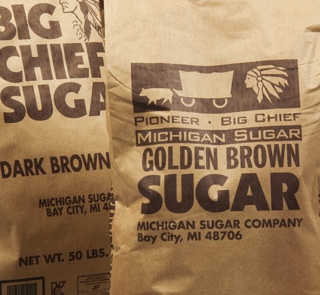 BIG
CHIEF
SUGA
DARK BROWN
MICHIGAN SUGA
BAY CITY, MI 4
NET WT. 50 LBS.
PIONEER · BIG CHIEF
MICHIGAN SUGAR
GOLDEN BROWN
SUGAR
MICHIGAN SUGAR COMPANY
Bay City, MI 48706